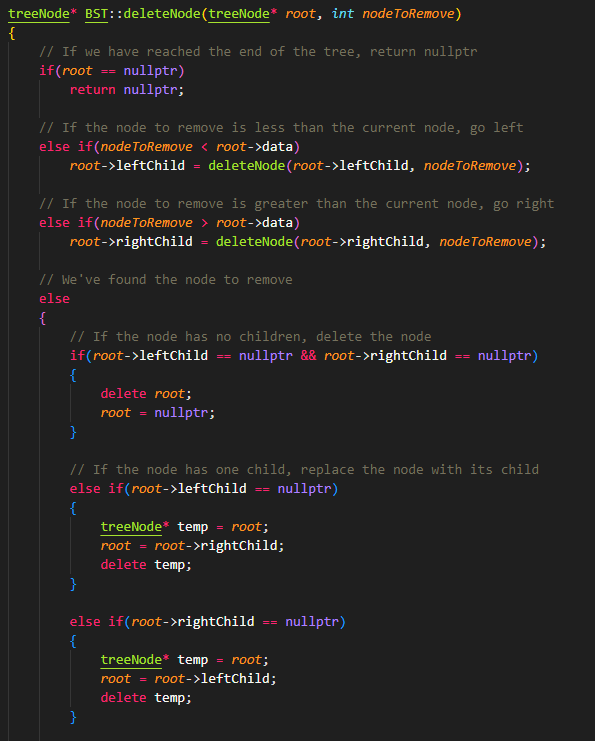 treeNode* BST::deleteNode(treeNode* root, int nodeToRemove)
{
    // If we have reached the end of the tree, return nullptr
    if(root == nullptr)
        return nullptr;

    // If the node to remove is less than the current node, go left
    else if(nodeToRemove < root->data)
        root->leftChild = deleteNode(root->leftChild, nodeToRemove);

    // If the node to remove is greater than the current node, go right
    else if(nodeToRemove > root->data)
        root->rightChild = deleteNode(root->rightChild, nodeToRemove);

    // We've found the node to remove
    else
    {
        // If the node has no children, delete the node
        if(root->leftChild == nullptr && root->rightChild == nullptr)
        {
            delete root;
            root = nullptr;
        }

        // If the node has one child, replace the node with its child
        else if(root->leftChild == nullptr)
        {
            treeNode* temp = root;
            root = root->rightChild;
            delete temp;
        }

        else if(root->rightChild == nullptr)
        {
            treeNode* temp = root;
            root = root->leftChild;
            delete temp;
        }